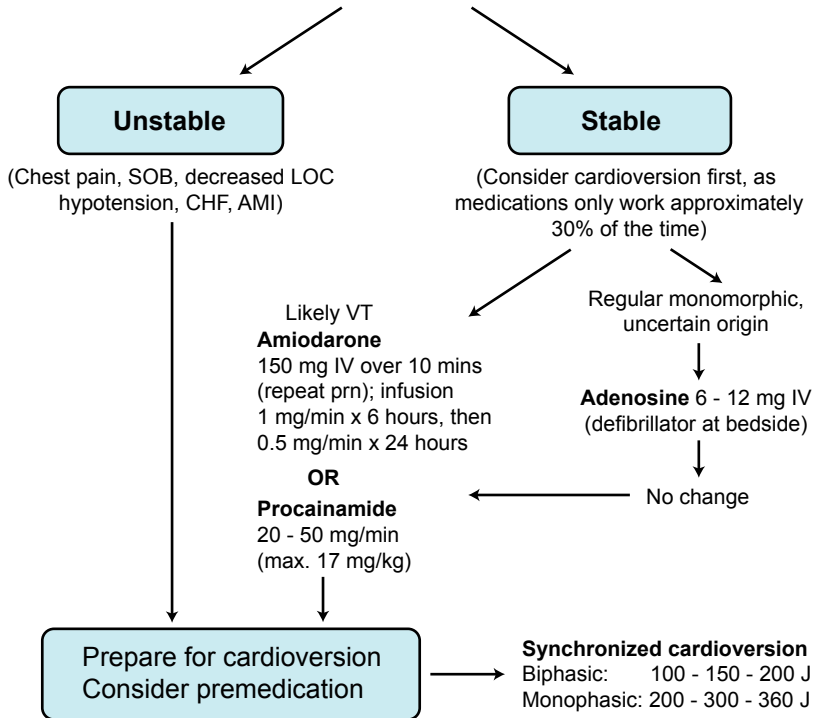 Unstable
(Chest pain, SOB, decreased LOC
hypotension, CHF, AMI)
Stable
(Consider cardioversion first, as
medications only work approximately
30% of the time)
Likely VT
Amiodarone
150 mg IV over 10 mins
(repeat prn); infusion
1 mg/min x 6 hours, then
0.5 mg/min x 24 hours
OR
Procainamide
20 - 50 mg/min
(max. 17 mg/kg)
Regular monomorphic,
uncertain origin
Adenosine 6 - 12 mg IV
(defibrillator at bedside)
No change
Prepare for cardioversion
Consider premedication
Synchronized cardioversion
Biphasic: 100 - 150 - 200 J
Monophasic: 200 - 300 - 360 J